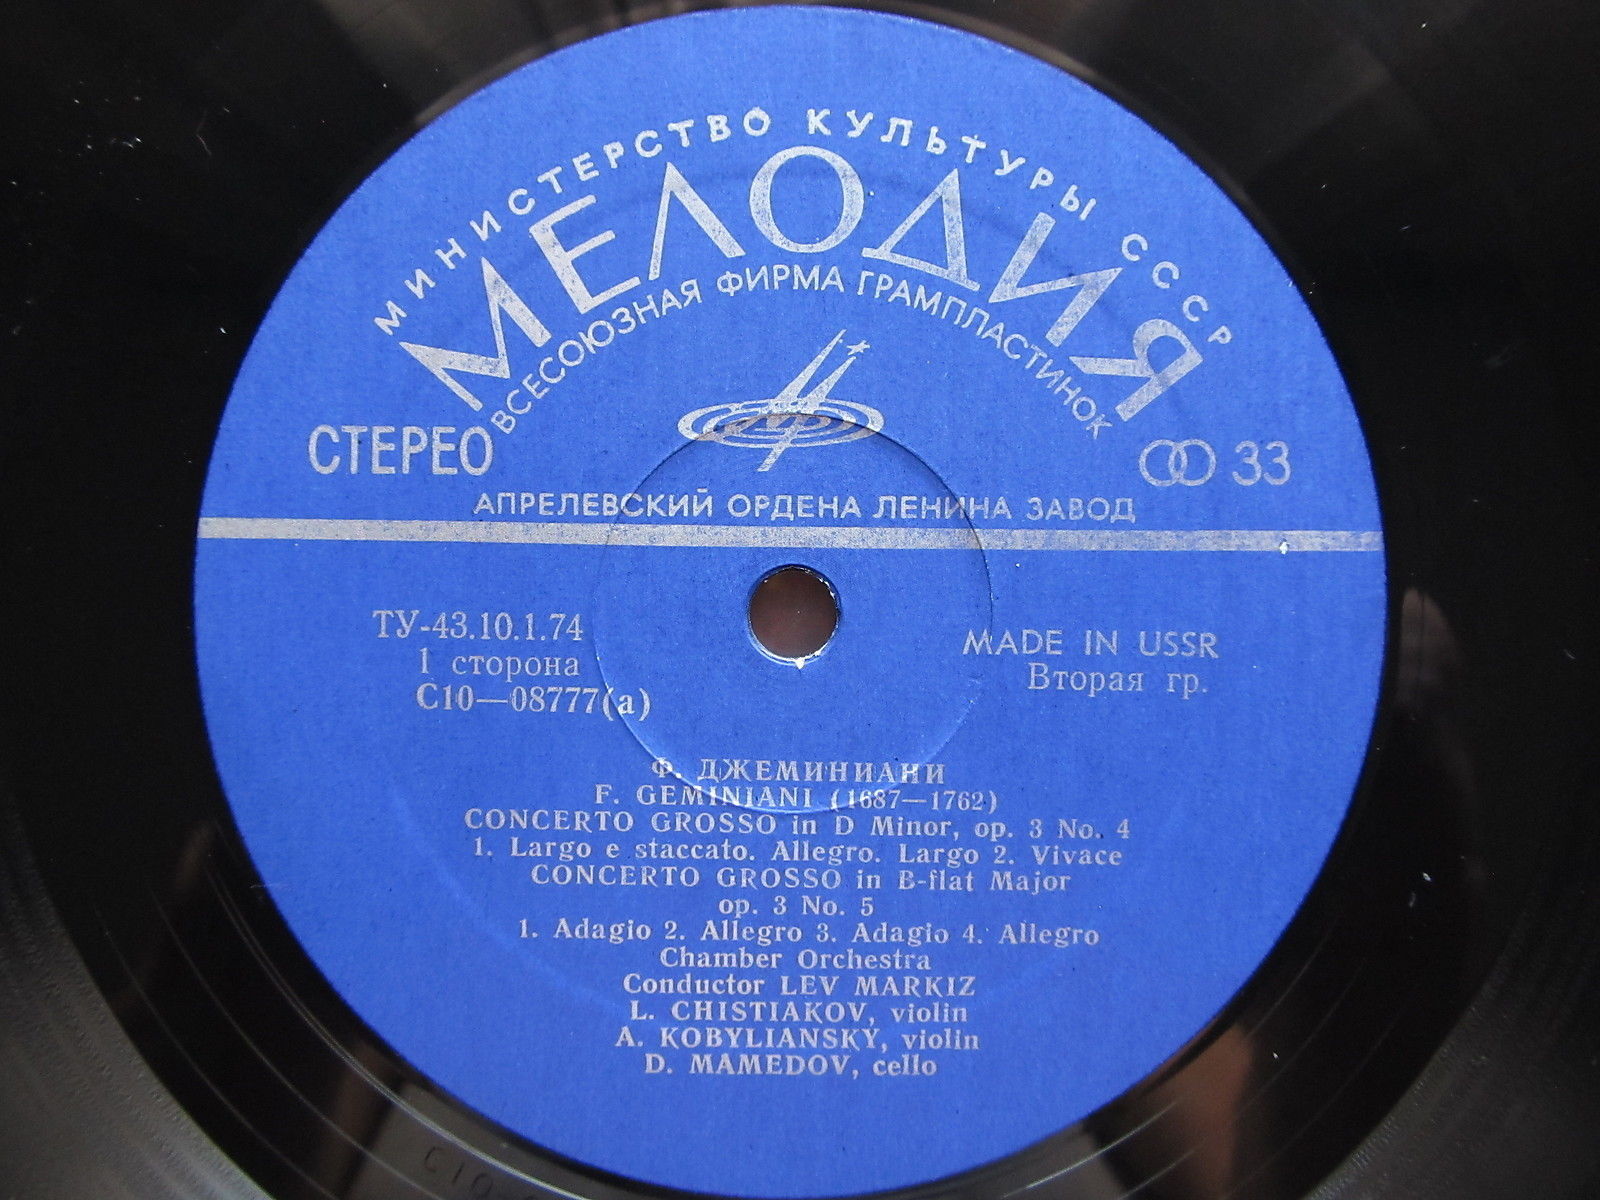 МИНИСТЕРСТВО КУЛЬТУРЫ СССР
МЕЛОДИЯ
ВСЕСОЮЗНАЯ ФИРМА ГРАМПЛАСТИНОК
СТЕРЕО
33
АПРЕЛЕВСКИЙ ОРДЕНА ЛЕНИНА ЗАВОД
ТУ-43.10.1.74
1 сторона
С10—08777(а)
MADE IN USSR
Вторая гр.
Ф. ДЖЕМИНИАНИ
F. GEMINIANI (1687—1762)
CONCERTO GROSSO in D Minor, op. 3 No. 4
1. Largo e staccato. Allegro. Largo 2. Vivace
CONCERTO GROSSO in B-flat Major
op. 3 No. 5
1. Adagio 2. Allegro 3. Adagio 4. Allegro
Chamber Orchestra
Conductor LEV MARKIZ
L. CHISTIAKOV, violin
A. KOBYLIANSKY, violin
D. MAMEDOV, cello